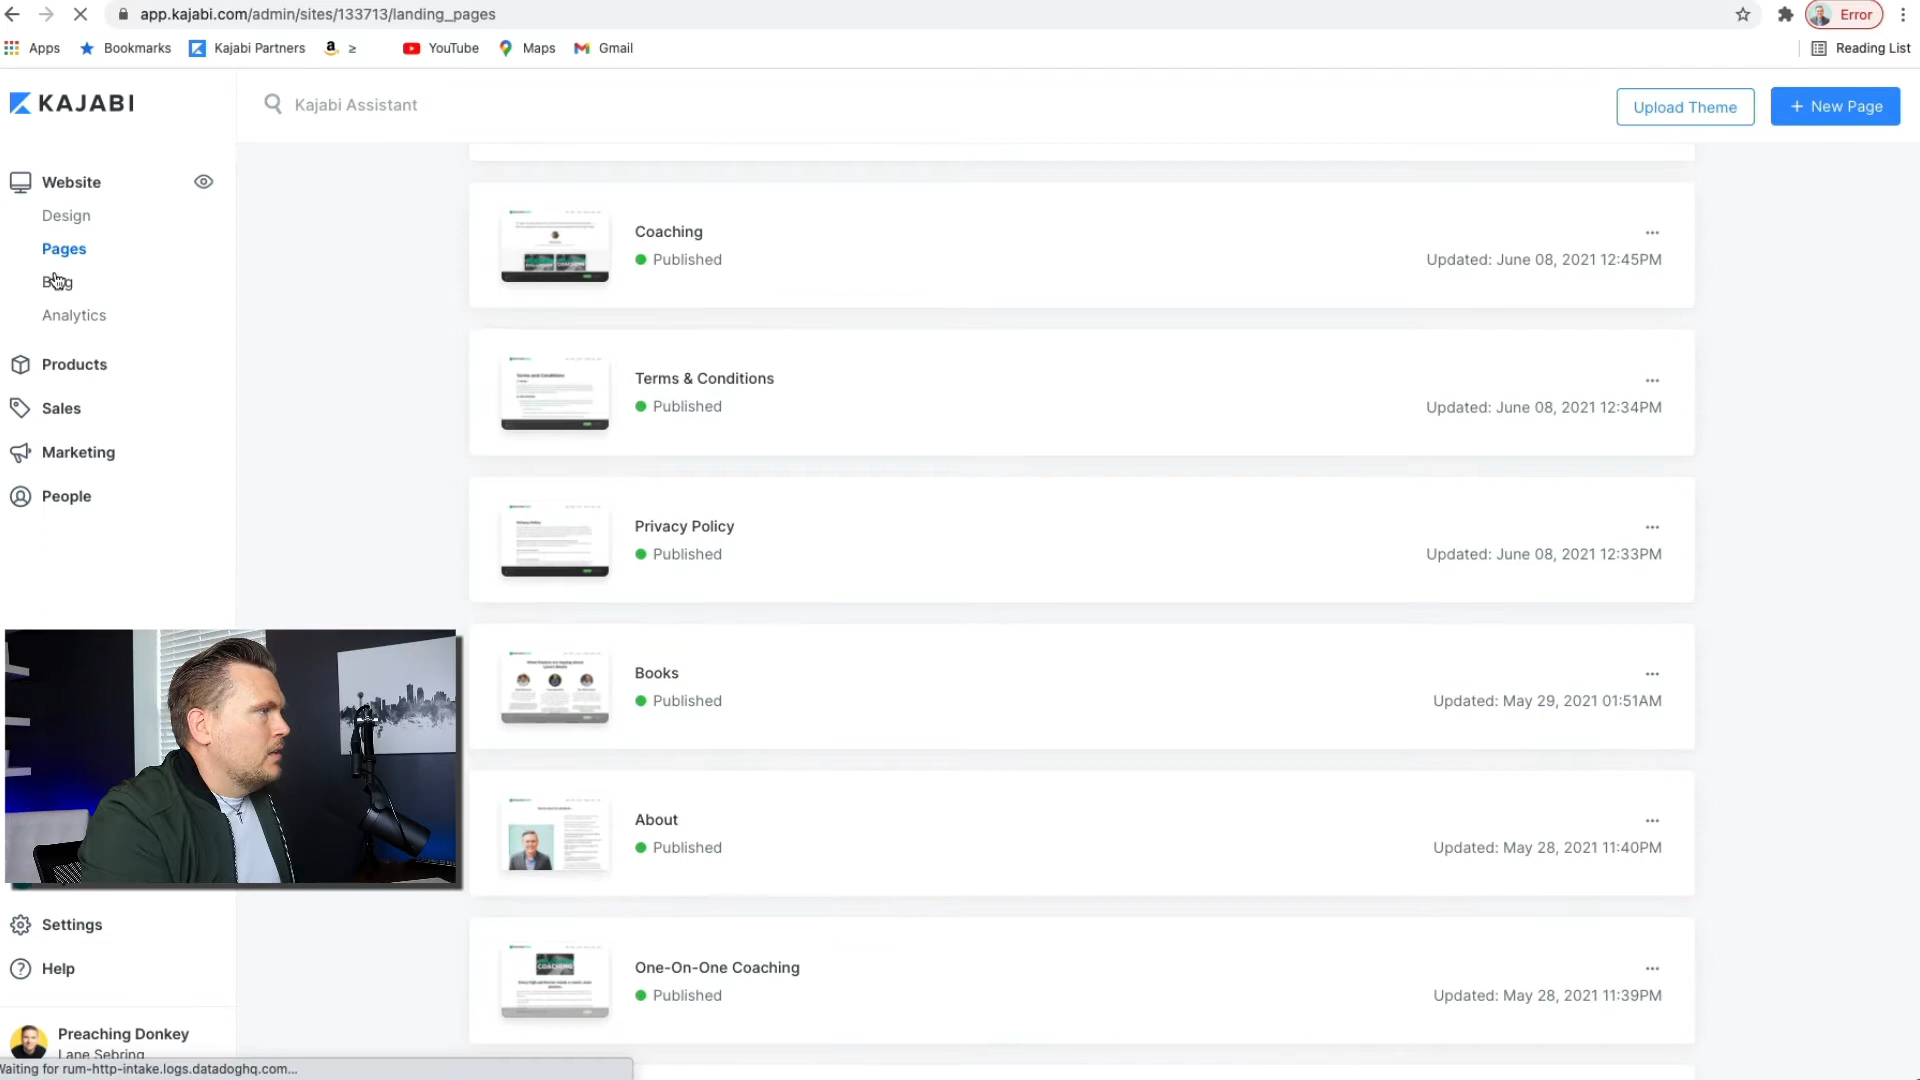 app.kajabi.com/admin/sites/133713/landing_pages
Error
Apps
Bookmarks
Kajabi Partners
YouTube
Maps
Gmail
Reading List
KAJABI
Kajabi Assistant
Upload Theme
+ New Page
Website
Design
Pages
Blog
Analytics
Products
Sales
Marketing
People
Settings
Help
Preaching Donkey
Lane Sebring
Coaching
Published
Updated: June 08, 2021 12:45PM
Terms & Conditions
Published
Updated: June 08, 2021 12:34PM
Privacy Policy
Published
Updated: June 08, 2021 12:33PM
Books
Published
Updated: May 29, 2021 01:51AM
About
Published
Updated: May 28, 2021 11:40PM
One-On-One Coaching
Published
Updated: May 28, 2021 11:39PM
Waiting for rum-http-intake.logs.datadoghq.com...